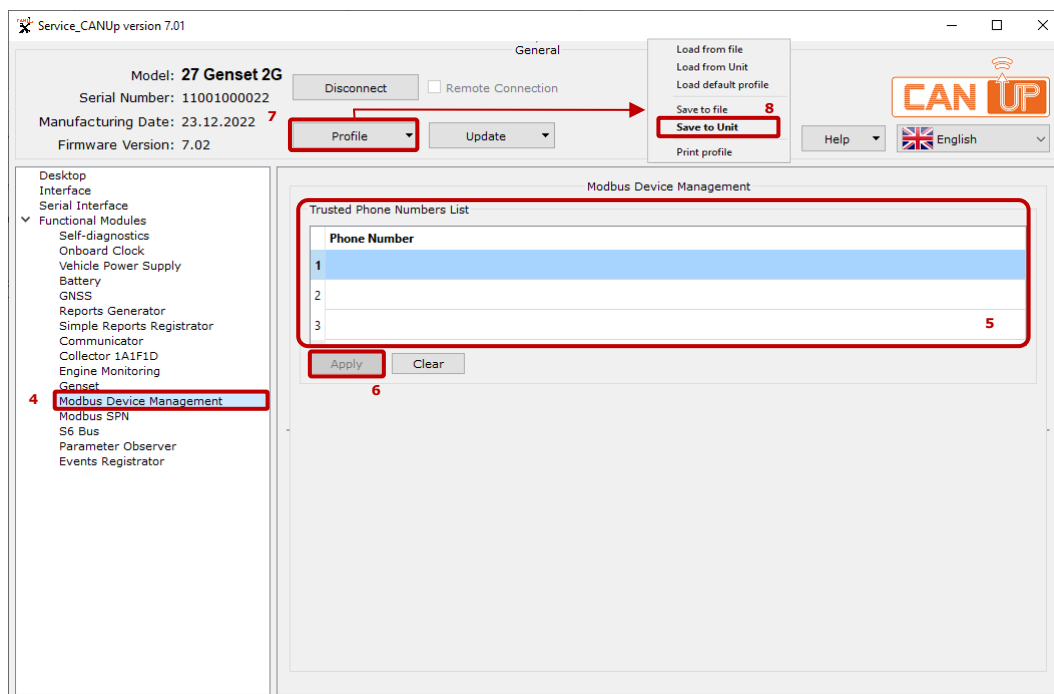 Service_CANUp version 7.01
General
Model: 27 Genset 2G
Serial Number: 11001000022
Manufacturing Date: 23.12.2022
Firmware Version: 7.02
Disconnect
Remote Connection
7
Profile
Update
Load from file
Load from Unit
Load default profile
Save to file
8
Save to Unit
Print profile
CAN UP
Help
English
Desktop
Interface
Serial Interface
Functional Modules
Self-diagnostics
Onboard Clock
Vehicle Power Supply
Battery
GNSS
Reports Generator
Simple Reports Registrator
Communicator
Collector 1A1F1D
Engine Monitoring
Genset
4
Modbus Device Management
Modbus SPN
S6 Bus
Parameter Observer
Events Registrator
Modbus Device Management
Trusted Phone Numbers List
Phone Number
1
2
3
5
Apply
Clear
6